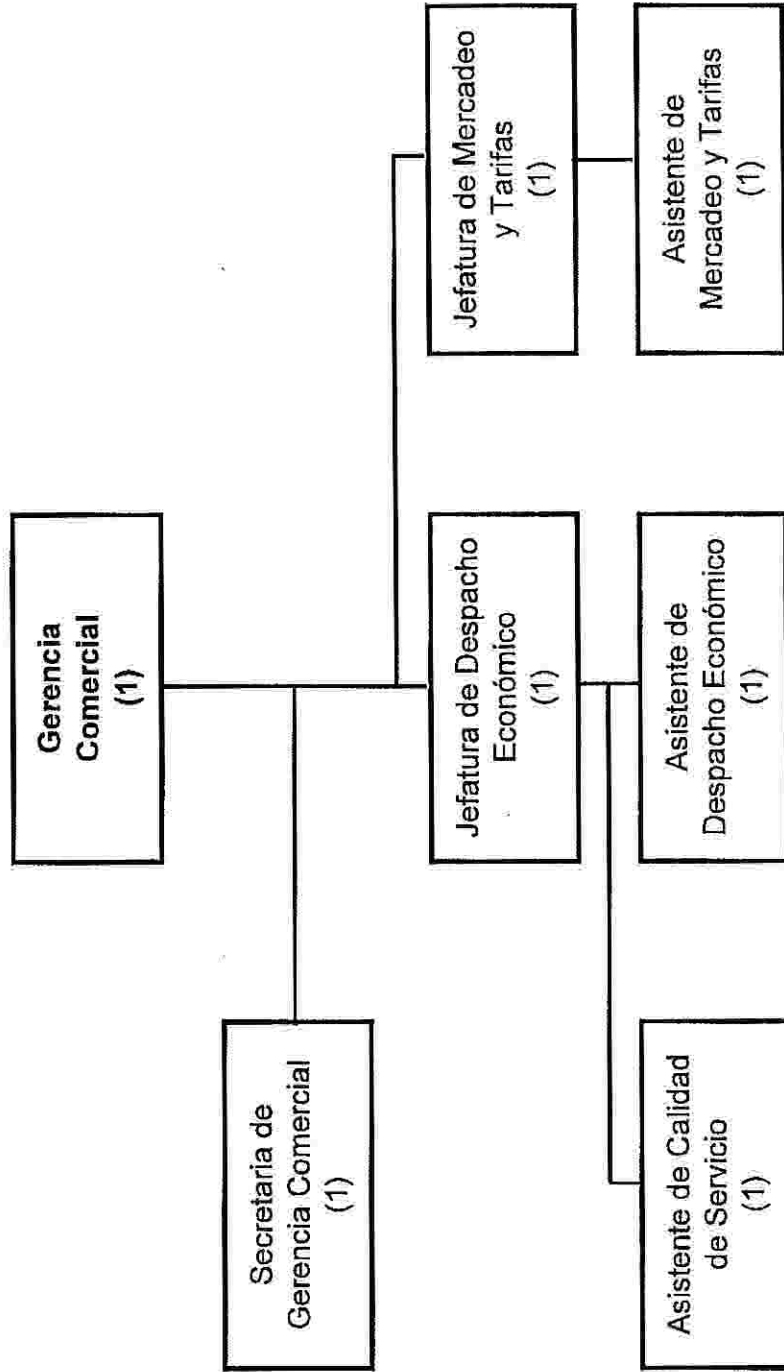 Gerencia
Comercial
(1)
Secretaria de
Gerencia Comercial
(1)
Jefatura de Despacho
Económico
(1)
Jefatura de Mercadeo
y Tarifas
(1)
Asistente de Calidad
de Servicio
(1)
Asistente de
Despacho Económico
(1)
Asistente de
Mercadeo y Tarifas
(1)